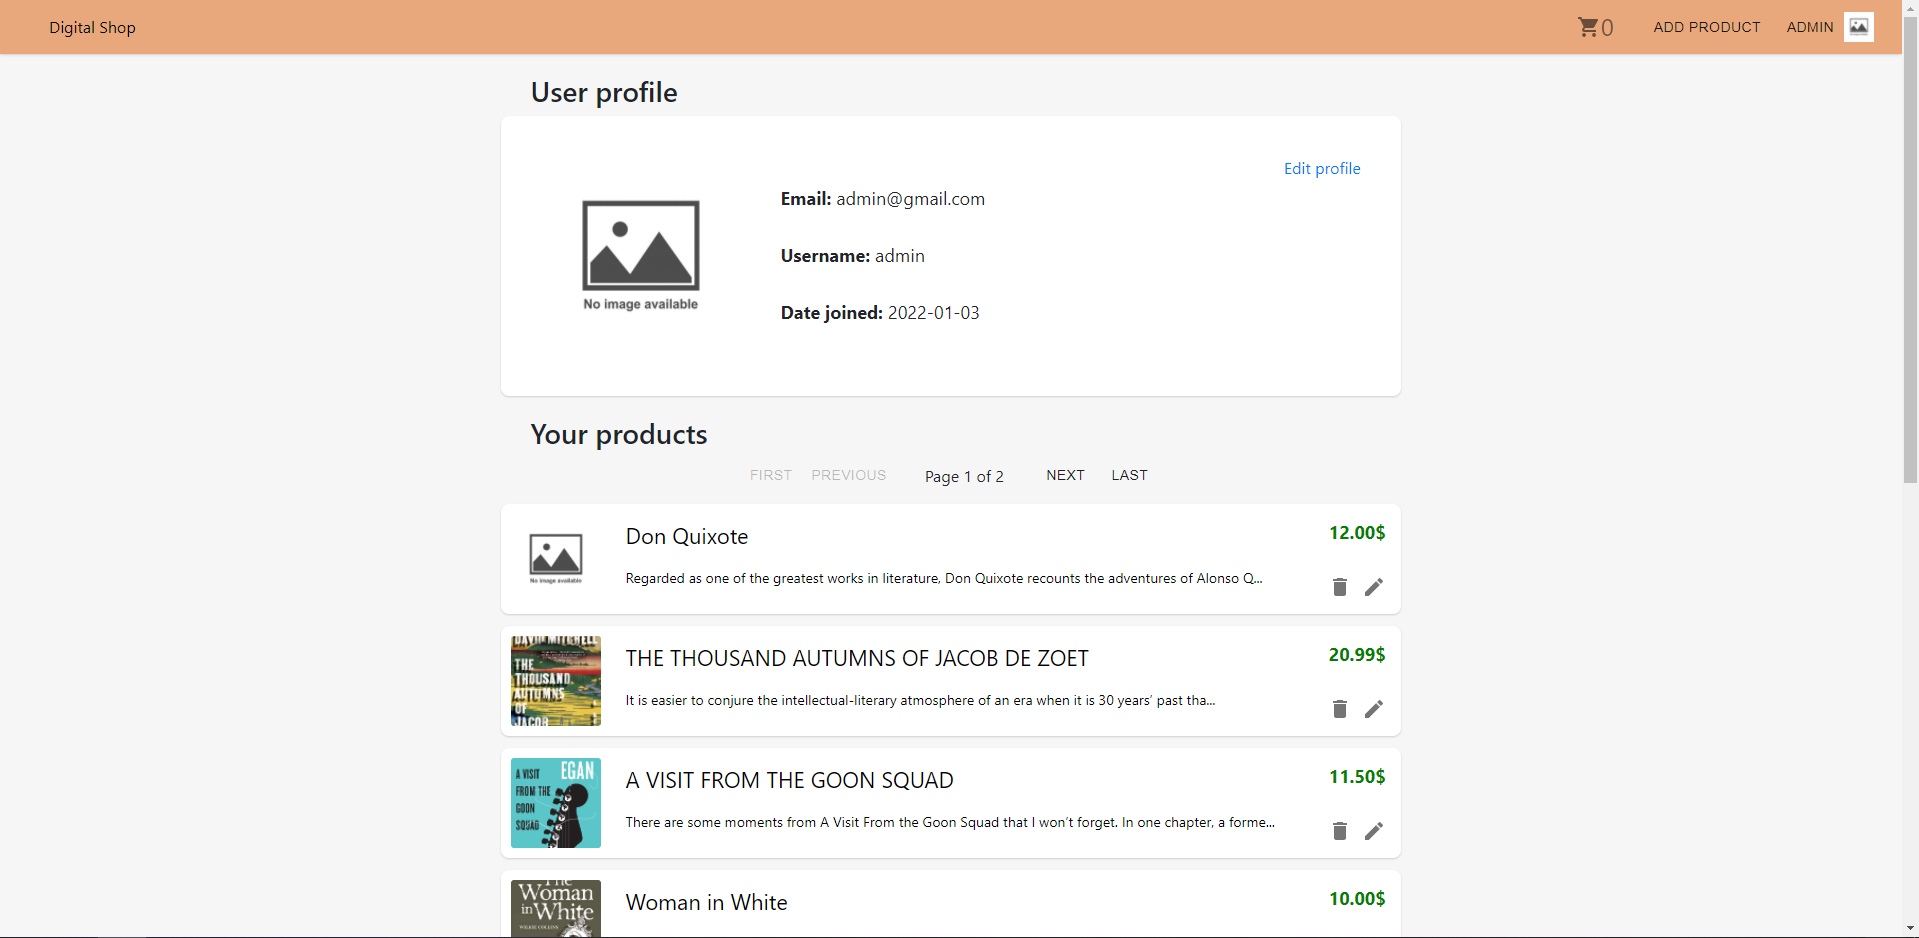 Digital Shop
0
ADD PRODUCT
ADMIN
User profile
Edit profile
No image available
Email: admin@gmail.com
Username: admin
Date joined: 2022-01-03
Your products
FIRST PREVIOUS Page 1 of 2 NEXT LAST
No image available
Don Quixote
12.00$
Regarded as one of the greatest works in literature, Don Quixote recounts the adventures of Alonso Q...
DAVID MITCHELL
THE
THOUSAND
AUTUMNS
OF
JACOB
THE THOUSAND AUTUMNS OF JACOB DE ZOET
20.99$
It is easier to conjure the intellectual-literary atmosphere of an era when it is 30 years’ past tha...
A VISIT
EGAN
FROM THE
GOON
SQUAD
A VISIT FROM THE GOON SQUAD
11.50$
There are some moments from A Visit From the Goon Squad that I won’t forget. In one chapter, a forme...
The
Woman
in White
WILKIE COLLINS
Woman in White
10.00$